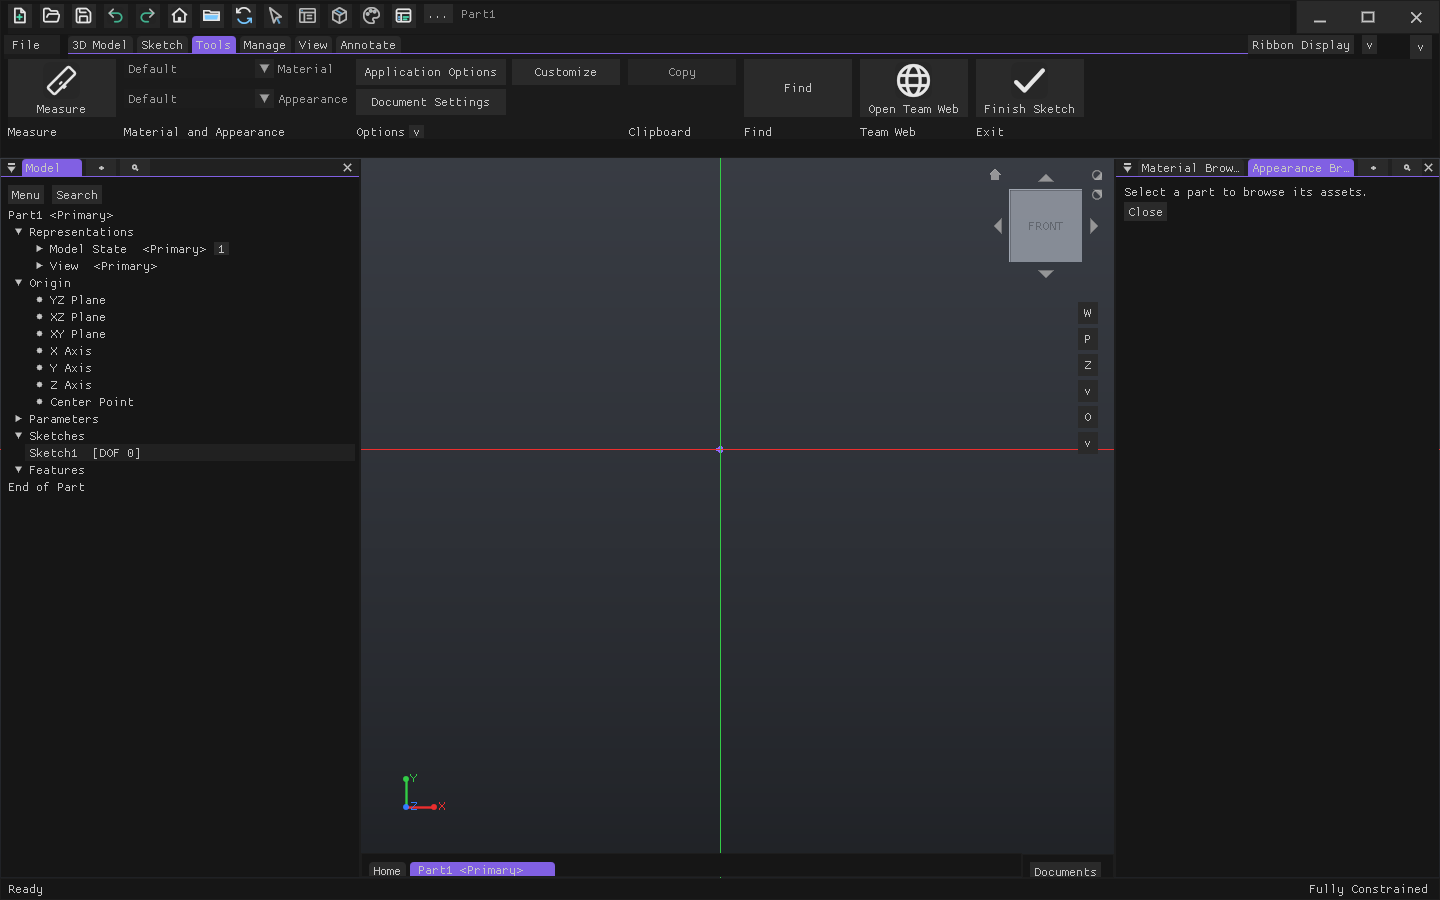 ... Part1
File 3D Model Sketch Tools Manage View Annotate Ribbon Display v v
Default Material
Default Appearance
Application Options Customize Copy
Document Settings
Find
Measure Open Team Web Finish Sketch
Measure Material and Appearance Options v Clipboard Find Team Web Exit
Model
Menu Search
Part1 <Primary>
Representations
Model State <Primary> 1
View <Primary>
Origin
YZ Plane
XZ Plane
XY Plane
X Axis
Y Axis
Z Axis
Center Point
Parameters
Sketches
Sketch1 [DOF 0]
Features
End of Part
FRONT
W
P
Z
v
O
v
Y
Z X
Home Part1 <Primary> Documents
Material Brow… Appearance Br…
Select a part to browse its assets.
Close
Ready Fully Constrained